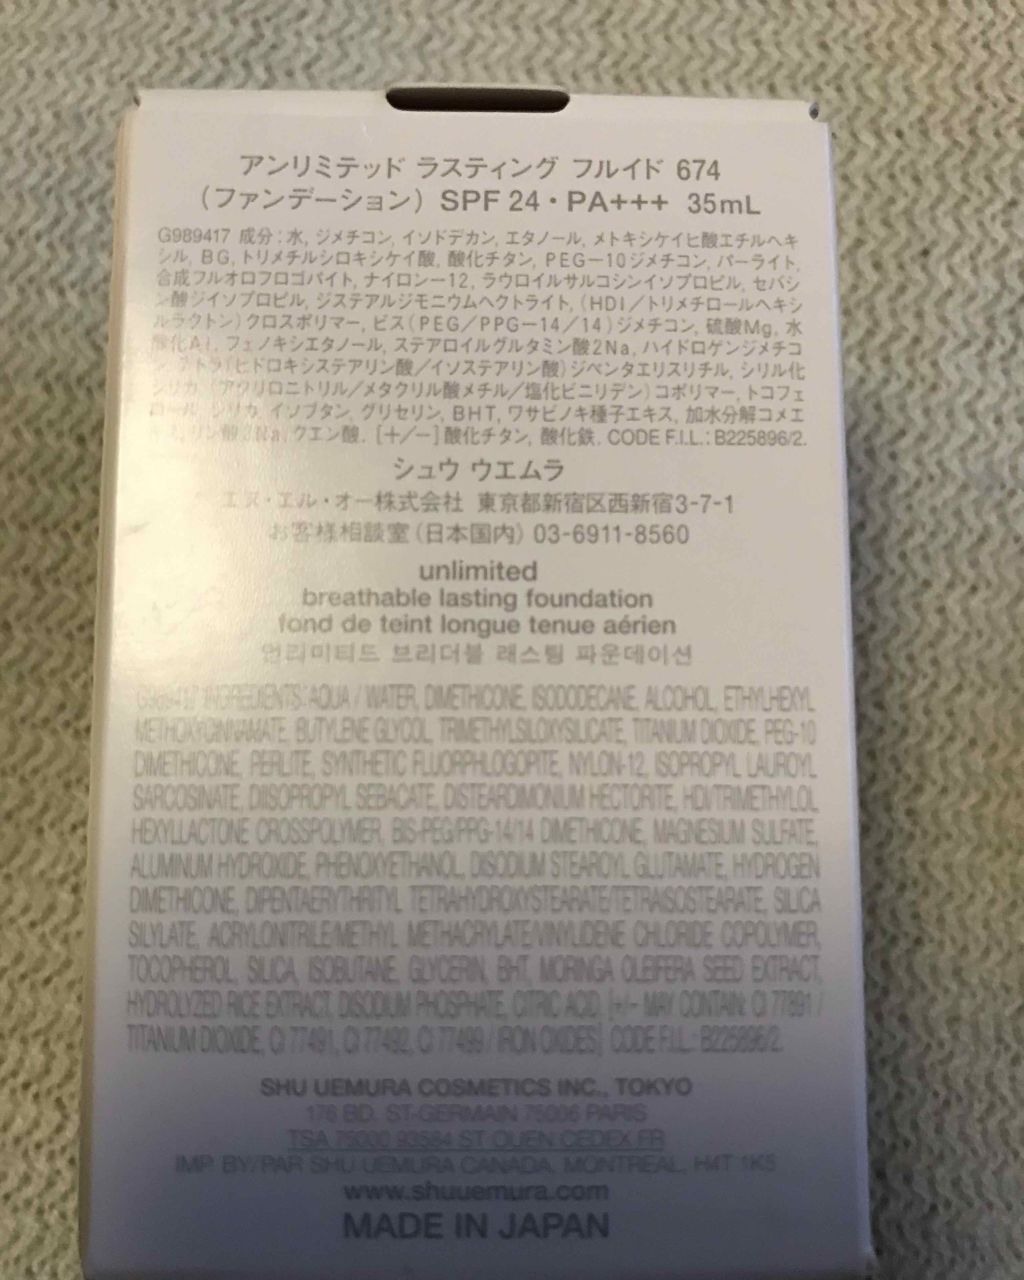 アンリミテッド ラスティング フルイド 674
（ファンデーション）SPF 24・PA+++ 35mL
G989417 成分：水, ジメチコン, イソドデカン, エタノール, メトキシケイヒ酸エチルヘキ
シル, BG, トリメチルシロキシケイ酸, 酸化チタン, PEG－10ジメチコン, パーライト,
合成フルオロフロゴパイト, ナイロン－12, ラウロイルサルコシンイソプロピル, セバシ
ン酸ジイソプロピル, ジステアルジモニウムヘクトライト, （HDI／トリメチロールヘキシ
ルラクトン）クロスポリマー, ビス（PEG／PPG－14／14）ジメチコン, 硫酸Mg, 水
酸化Al, フェノキシエタノール, ステアロイルグルタミン酸2Na, ハイドロゲンジメチコ
ン, テトラ（ヒドロキシステアリン酸／イソステアリン酸）ジペンタエリスリチル, シリル化
シリカ, （アクリロニトリル／メタクリル酸メチル／塩化ビニリデン）コポリマー, トコフェ
ロール, シリカ, イソブタン, グリセリン, BHT, ワサビノキ種子エキス, 加水分解コメエ
キス, リン酸2Na, クエン酸, [＋／－] 酸化チタン, 酸化鉄. CODE F.I.L.: B225896/2.
シュウ ウエムラ
エヌ・エル・オー株式会社 東京都新宿区西新宿3-7-1
お客様相談室（日本国内）03-6911-8560
unlimited
breathable lasting foundation
fond de teint longue tenue aérien
언리미티드 브리더블 래스팅 파운데이션
G989417 INGREDIENTS: AQUA / WATER, DIMETHICONE, ISODODECANE, ALCOHOL, ETHYLHEXYL
METHOXYCINNAMATE, BUTYLENE GLYCOL, TRIMETHYLSILOXYSILICATE, TITANIUM DIOXIDE, PEG-10
DIMETHICONE, PERLITE, SYNTHETIC FLUORPHLOGOPITE, NYLON-12, ISOPROPYL LAUROYL
SARCOSINATE, DIISOPROPYL SEBACATE, DISTEARDIMONIUM HECTORITE, HDI/TRIMETHYLOL
HEXYLLACTONE CROSSPOLYMER, BIS-PEG/PPG-14/14 DIMETHICONE, MAGNESIUM SULFATE,
ALUMINUM HYDROXIDE, PHENOXYETHANOL, DISODIUM STEAROYL GLUTAMATE, HYDROGEN
DIMETHICONE, DIPENTAERYTHRITYL TETRAHYDROXYSTEARATE/TETRAISOSTEARATE, SILICA
SILYLATE, ACRYLONITRILE/METHYL METHACRYLATE/VINYLIDENE CHLORIDE COPOLYMER,
TOCOPHEROL, SILICA, ISOBUTANE, GLYCERIN, BHT, MORINGA OLEIFERA SEED EXTRACT,
HYDROLYZED RICE EXTRACT, DISODIUM PHOSPHATE, CITRIC ACID. [+/- MAY CONTAIN: CI 77891 /
TITANIUM DIOXIDE, CI 77491, CI 77492, CI 77499 / IRON OXIDES] CODE F.I.L.: B225896/2.
SHU UEMURA COSMETICS INC., TOKYO
176 BD. ST-GERMAIN 75006 PARIS
TSA 75000 93584 ST OUEN CEDEX FR
IMP. BY/PAR SHU UEMURA CANADA, MONTREAL, H4T 1K5
www.shuuemura.com
MADE IN JAPAN